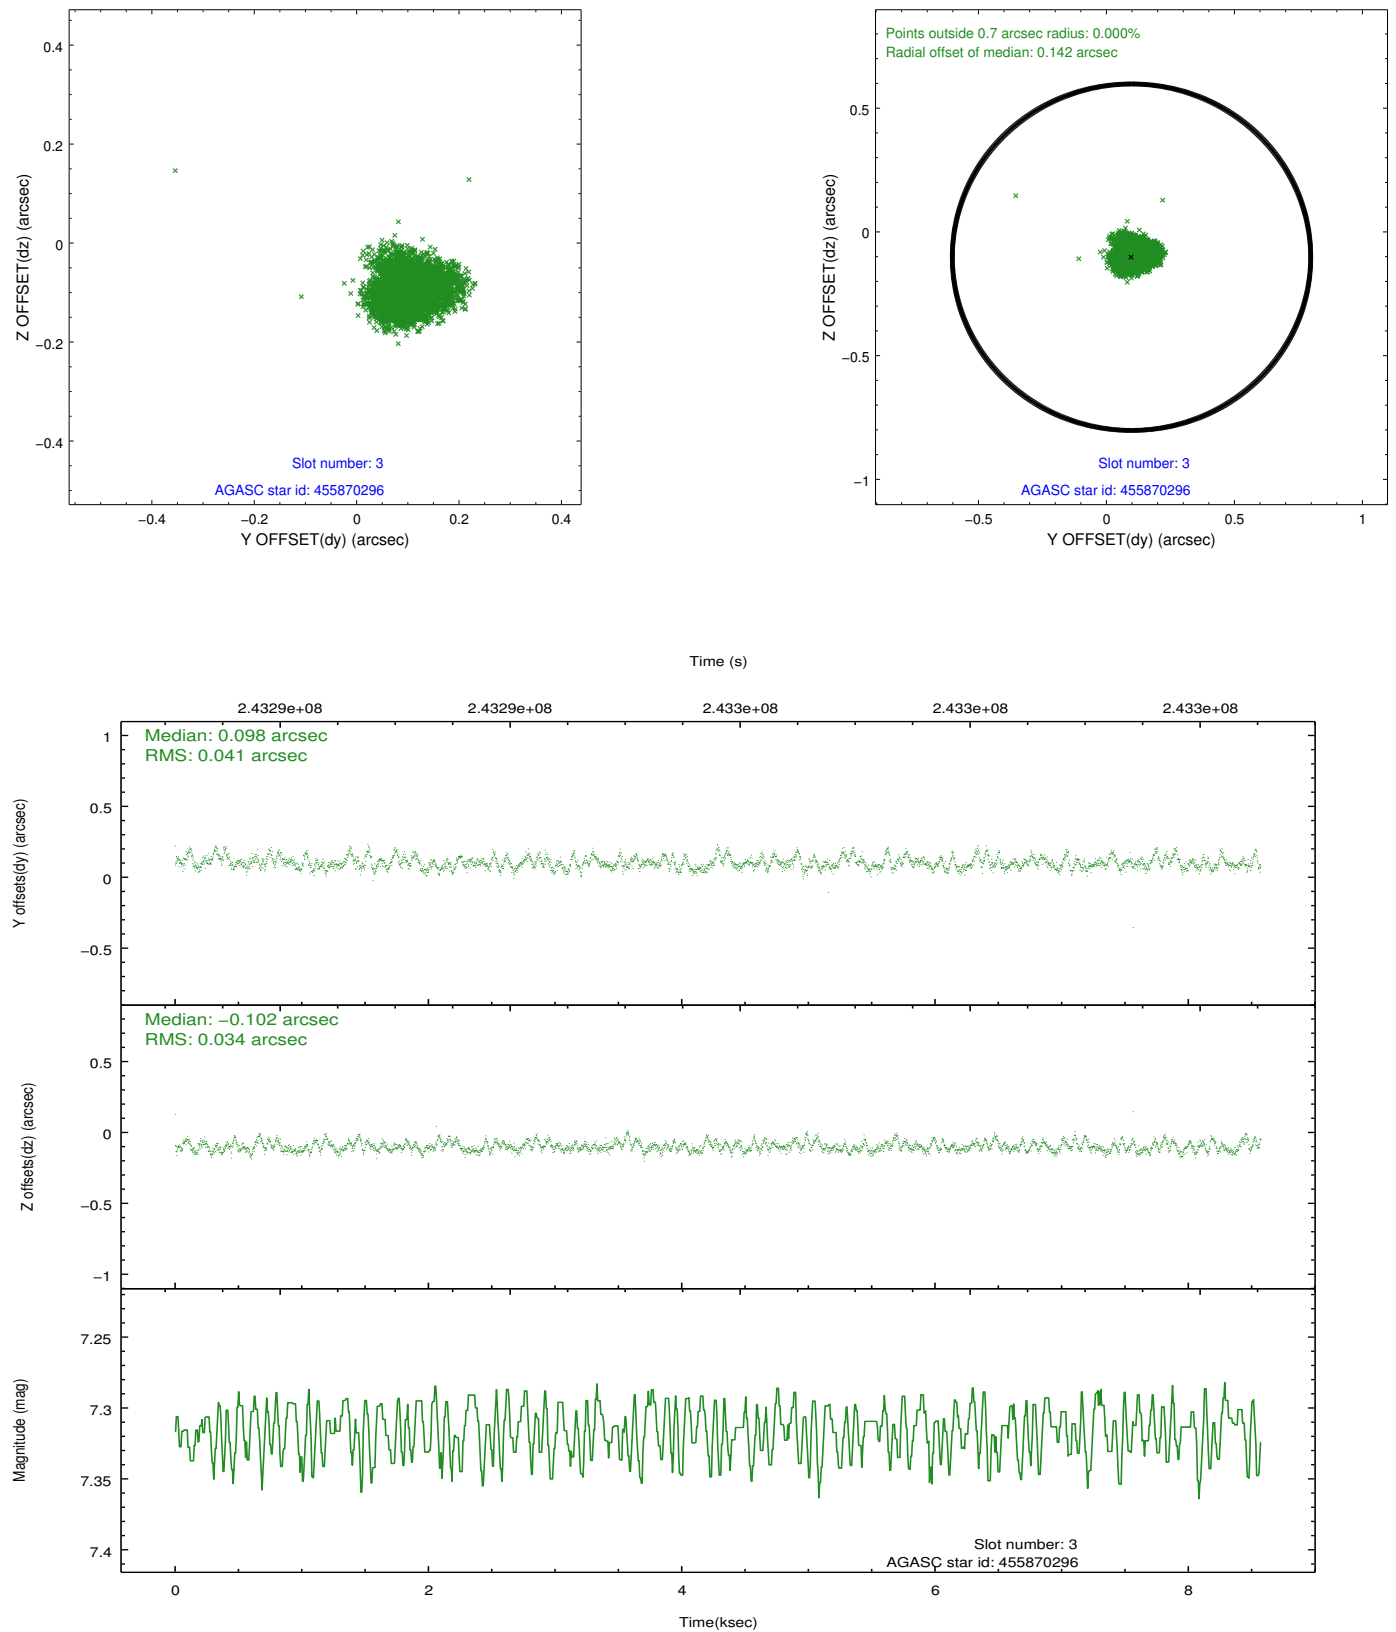 0.4
0.2
0
−0.2
−0.4
Z OFFSET(dz) (arcsec)
Slot number: 3
AGASC star id: 455870296
−0.4
−0.2
0
0.2
0.4
Y OFFSET(dy) (arcsec)
Points outside 0.7 arcsec radius: 0.000%
Radial offset of median: 0.142 arcsec
0.5
0
−0.5
−1
Z OFFSET(dz) (arcsec)
Slot number: 3
AGASC star id: 455870296
−0.5
0
0.5
1
Y OFFSET(dy) (arcsec)
Time (s)
2.4329e+08
2.4329e+08
2.433e+08
2.433e+08
2.433e+08
Median: 0.098 arcsec
RMS: 0.041 arcsec
1
0.5
0
−0.5
Y offsets(dy) (arcsec)
Median: −0.102 arcsec
RMS: 0.034 arcsec
0.5
0
−0.5
−1
Z offsets(dz) (arcsec)
7.25
7.3
7.35
7.4
Magnitude (mag)
Slot number: 3
AGASC star id: 455870296
0
2
4
6
8
Time(ksec)